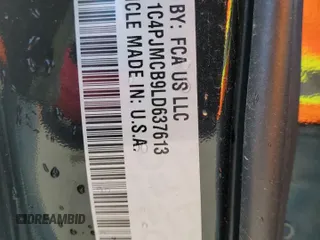 BY: FCA US LLC
1C4PJMCB9LD637613
CLE MADE IN: U.S.A.
DREAMBID